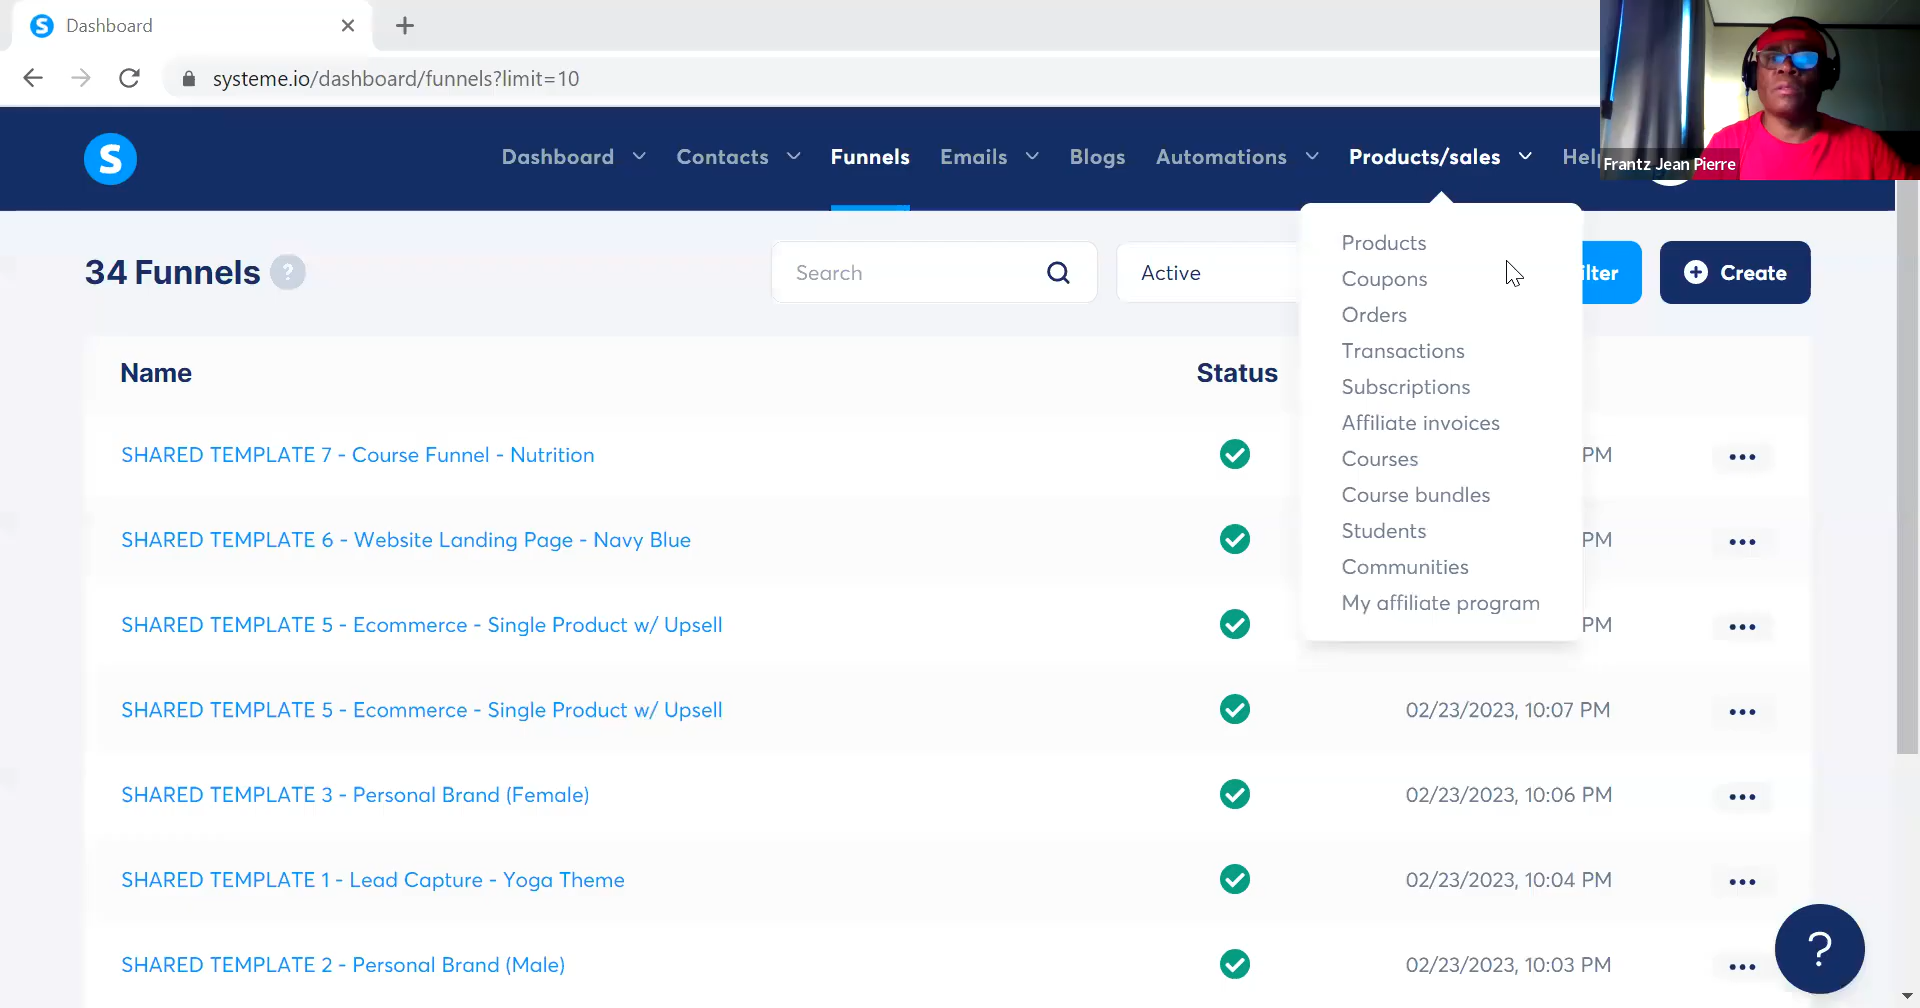 Dashboard
systeme.io/dashboard/funnels?limit=10
Frantz Jean Pierre
S
Dashboard Contacts Funnels Emails Blogs Automations Products/sales
34 Funnels ?
Search
Active
Create
Products
Coupons
Orders
Transactions
Subscriptions
Affiliate invoices
Courses
Course bundles
Students
Communities
My affiliate program
Name Status
SHARED TEMPLATE 7 - Course Funnel - Nutrition PM
SHARED TEMPLATE 6 - Website Landing Page - Navy Blue PM
SHARED TEMPLATE 5 - Ecommerce - Single Product w/ Upsell PM
SHARED TEMPLATE 5 - Ecommerce - Single Product w/ Upsell 02/23/2023, 10:07 PM
SHARED TEMPLATE 3 - Personal Brand (Female) 02/23/2023, 10:06 PM
SHARED TEMPLATE 1 - Lead Capture - Yoga Theme 02/23/2023, 10:04 PM
SHARED TEMPLATE 2 - Personal Brand (Male) 02/23/2023, 10:03 PM
?